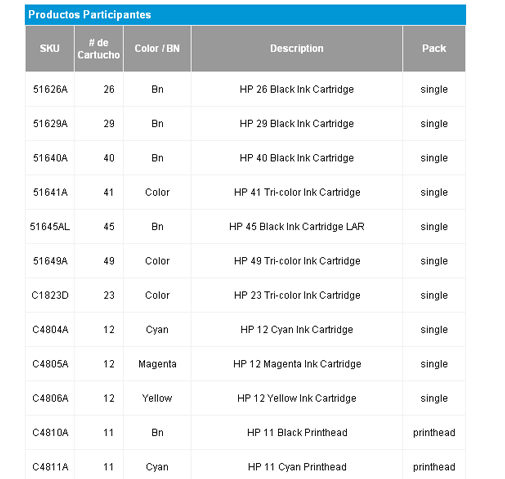 Productos Participantes
SKU # de Cartucho Color / BN Description Pack
51626A 26 Bn HP 26 Black Ink Cartridge single
51629A 29 Bn HP 29 Black Ink Cartridge single
51640A 40 Bn HP 40 Black Ink Cartridge single
51641A 41 Color HP 41 Tri-color Ink Cartridge single
51645AL 45 Bn HP 45 Black Ink Cartridge LAR single
51649A 49 Color HP 49 Tri-color Ink Cartridge single
C1823D 23 Color HP 23 Tri-color Ink Cartridge single
C4804A 12 Cyan HP 12 Cyan Ink Cartridge single
C4805A 12 Magenta HP 12 Magenta Ink Cartridge single
C4806A 12 Yellow HP 12 Yellow Ink Cartridge single
C4810A 11 Bn HP 11 Black Printhead printhead
C4811A 11 Cyan HP 11 Cyan Printhead printhead